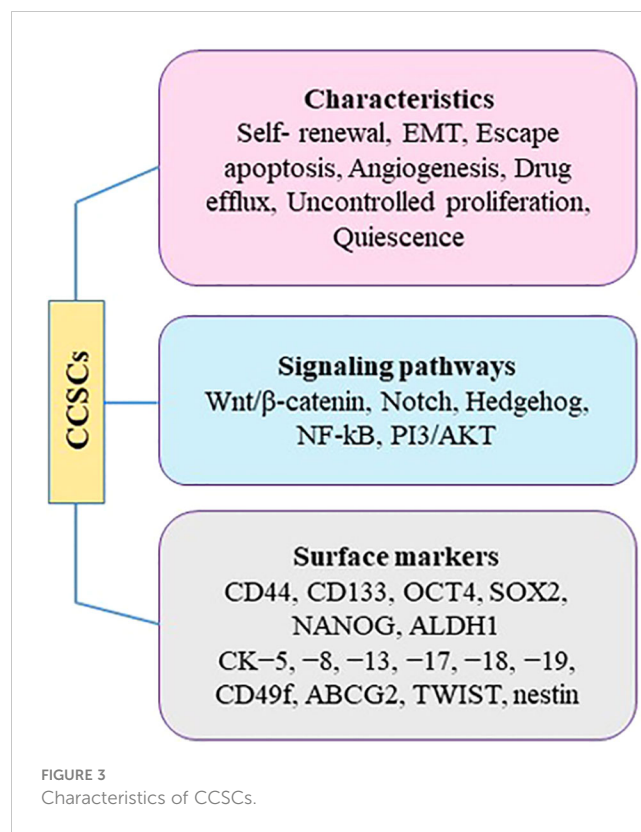 Characteristics
Self- renewal, EMT, Escape
apoptosis, Angiogenesis, Drug
efflux, Uncontrolled proliferation,
Quiescence
CCSCs
Signaling pathways
Wnt/β-catenin, Notch, Hedgehog,
NF-kB, PI3/AKT
Surface markers
CD44, CD133, OCT4, SOX2,
NANOG, ALDH1
CK−5, −8, −13, −17, −18, −19,
CD49f, ABCG2, TWIST, nestin
FIGURE 3
Characteristics of CCSCs.